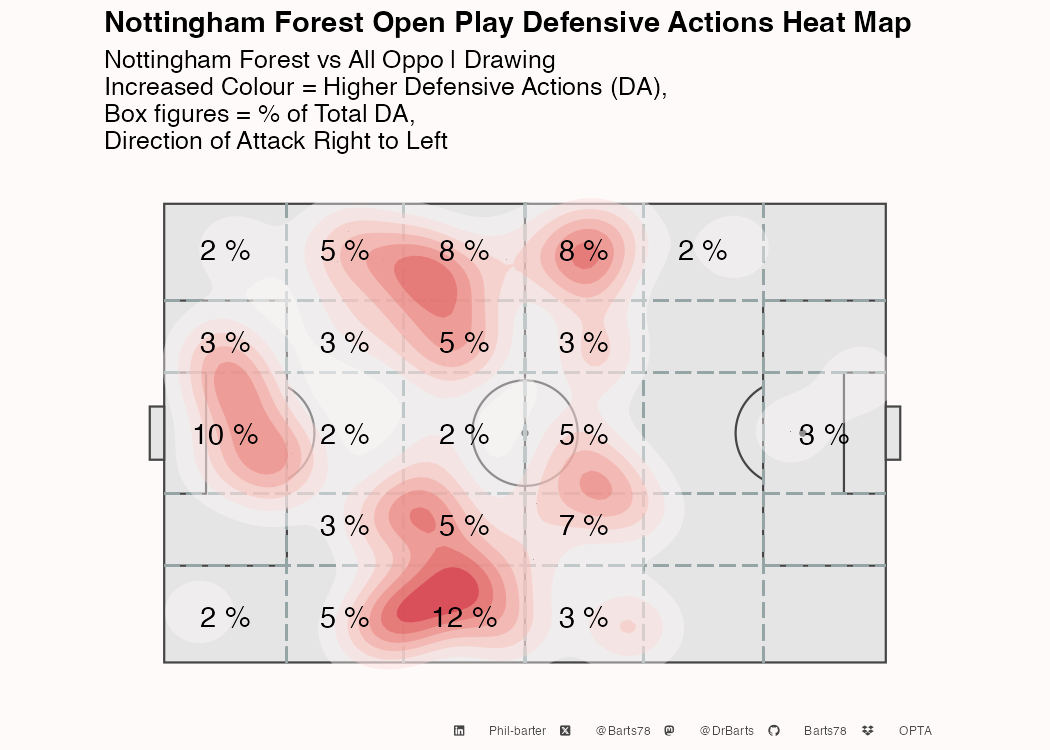 Nottingham Forest Open Play Defensive Actions Heat Map
Nottingham Forest vs All Oppo | Drawing
Increased Colour = Higher Defensive Actions (DA),
Box figures = % of Total DA,
Direction of Attack Right to Left
2 % 5 % 8 % 8 % 2 %
3 % 3 % 5 % 3 %
10 % 2 % 2 % 5 % 3 %
3 % 5 % 7 %
2 % 5 % 12 % 3 %
Phil-barter @Barts78 @DrBarts Barts78 OPTA